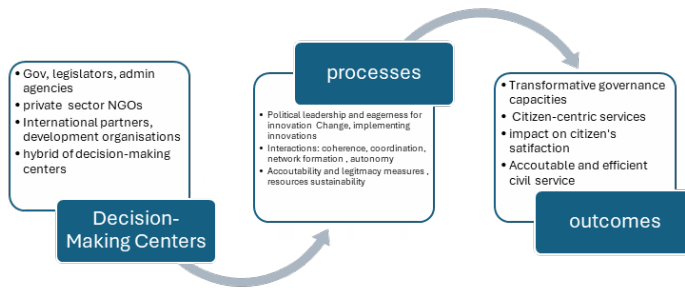 • Gov, legislators, admin
agencies
• private sector NGOs
• International partners,
development organisations
• hybrid of decision-making
centers
Decision-
Making Centers
processes
• Political leadership and eagerness for
innovation Change, implementing
innovations
• Interactions: coherence, coordination,
network formation , autonomy
• Accoutability and legitmacy measures ,
resources sustainability
• Transformative governance
capacities
• Citizen-centric services
• impact on citizen's
satifaction
• Accoutable and efficient
civil service
outcomes